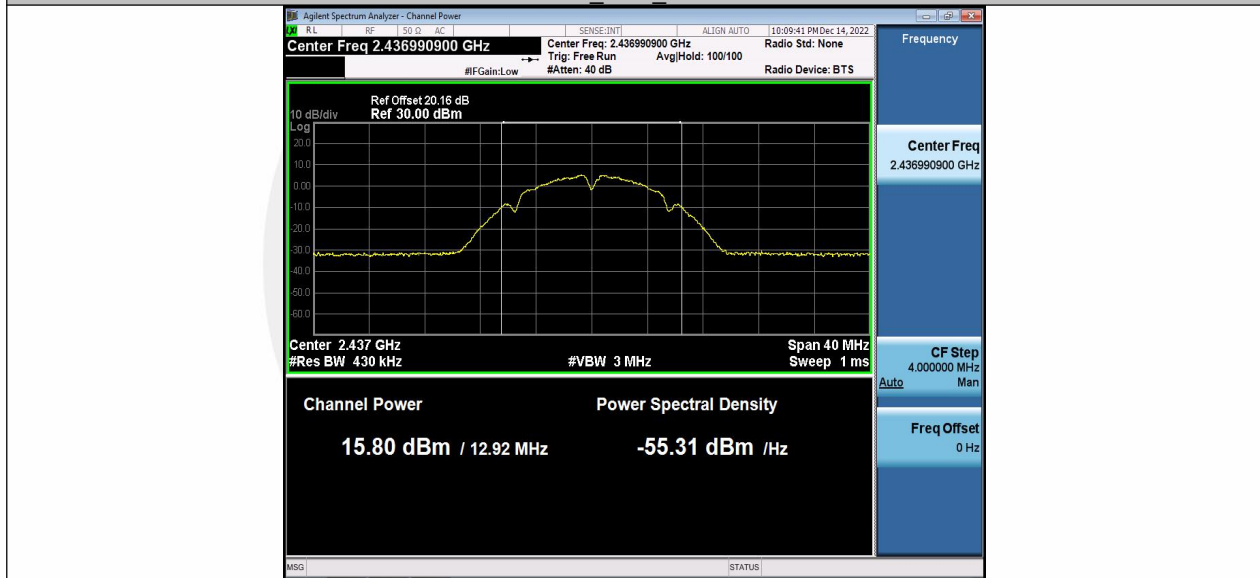 Agilent Spectrum Analyzer - Channel Power
RL RF 50 Ω AC SENSE:INT ALIGN AUTO 10:09:41 PM Dec 14, 2022
Center Freq 2.436990900 GHz
Center Freq: 2.436990900 GHz
Radio Std: None
Trig: Free Run Avg|Hold: 100/100
#IFGain:Low
#Atten: 40 dB
Radio Device: BTS
Frequency
Ref Offset 20.16 dB
10 dB/div Ref 30.00 dBm
Log
20.0
10.0
0.00
-10.0
-20.0
-30.0
-40.0
-50.0
-60.0
Center 2.437 GHz
Span 40 MHz
#Res BW 430 kHz
#VBW 3 MHz
Sweep 1 ms
Channel Power
Power Spectral Density
15.80 dBm / 12.92 MHz
-55.31 dBm /Hz
Center Freq
2.436990900 GHz
CF Step
4.000000 MHz
Auto Man
Freq Offset
0 Hz
MSG
STATUS